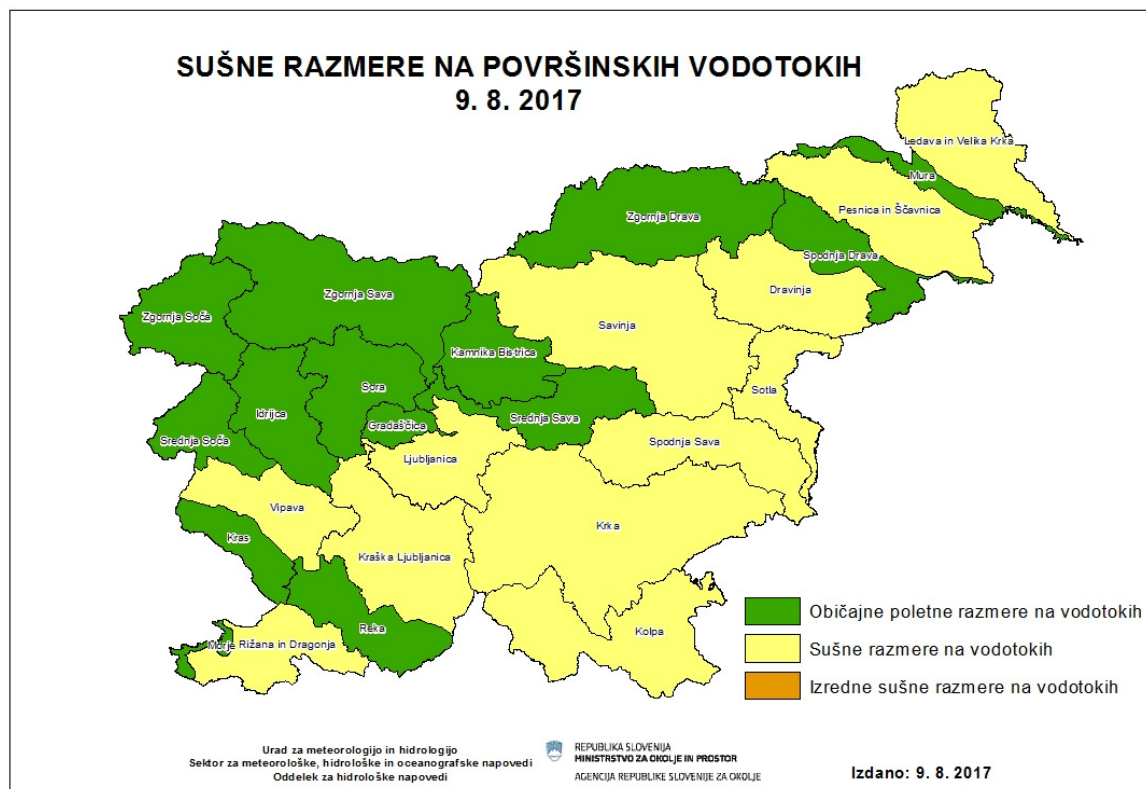 SUŠNE RAZMERE NA POVRŠINSKIH VODOTOKIH
9. 8. 2017
Ledava in Velika Krka
Mura
Pesnica in Ščavnica
Zgornja Drava
Spodnja Drava
Dravinja
Zgornja Sava
Zgornja Soča
Savinja
Kamnika Bistrica
Sora
Sotla
Idrijca
Gradaščica
Srednja Sava
Srednja Soča
Spodnja Sava
Ljubljanica
Vipava
Krka
Kras
Kraška Ljubljanica
Reka
Kolpa
Morje
Rižana in Dragonja
Običajne poletne razmere na vodotokih
Sušne razmere na vodotokih
Izredne sušne razmere na vodotokih
Urad za meteorologijo in hidrologijo
Sektor za meteorološke, hidrološke in oceanografske napovedi
Oddelek za hidrološke napovedi
REPUBLIKA SLOVENIJA
MINISTRSTVO ZA OKOLJE IN PROSTOR
AGENCIJA REPUBLIKE SLOVENIJE ZA OKOLJE
Izdano: 9. 8. 2017